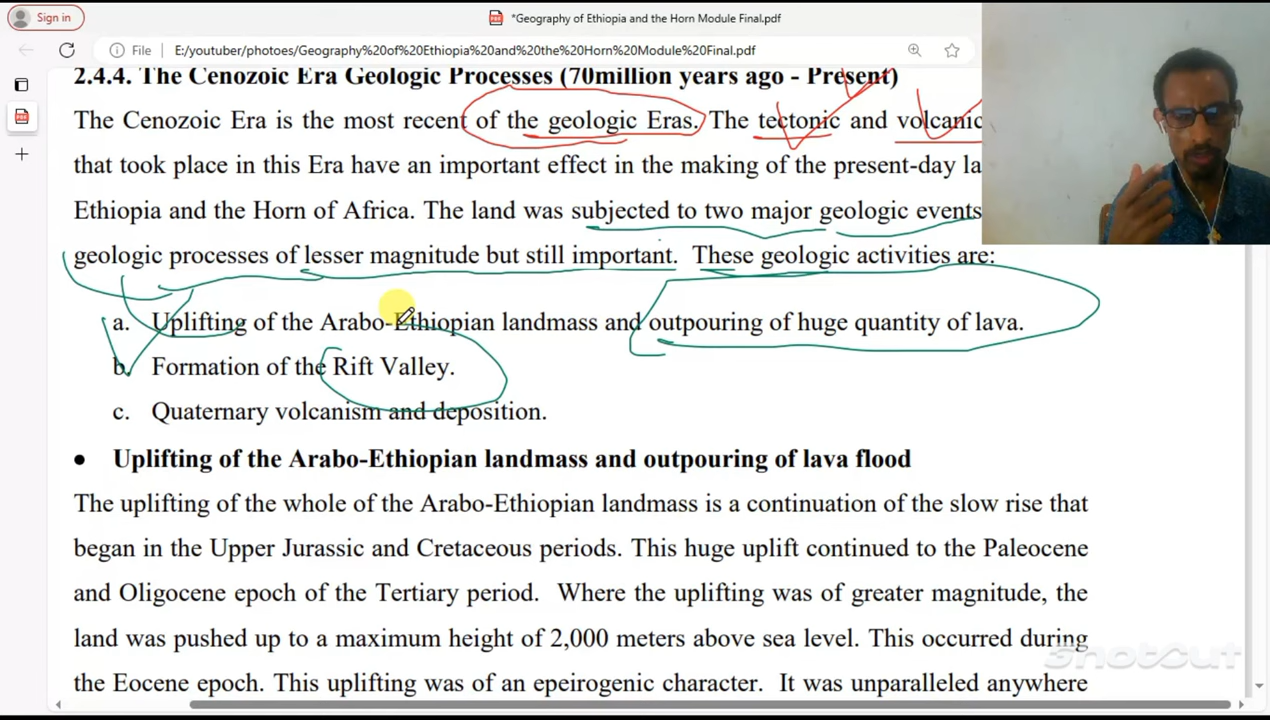 Sign in
*Geography of Ethiopia and the Horn Module Final.pdf
File E:/youtuber/photoes/Geography%20of%20Ethiopia%20and%20the%20Horn%20Module%20Final.pdf
2.4.4. The Cenozoic Era Geologic Processes (70million years ago - Present)
The Cenozoic Era is the most recent of the geologic Eras. The tectonic and volcanic
that took place in this Era have an important effect in the making of the present-day la
Ethiopia and the Horn of Africa. The land was subjected to two major geologic events
geologic processes of lesser magnitude but still important. These geologic activities are:
a. Uplifting of the Arabo-Ethiopian landmass and outpouring of huge quantity of lava.
b. Formation of the Rift Valley.
c. Quaternary volcanism and deposition.
• Uplifting of the Arabo-Ethiopian landmass and outpouring of lava flood
The uplifting of the whole of the Arabo-Ethiopian landmass is a continuation of the slow rise that
began in the Upper Jurassic and Cretaceous periods. This huge uplift continued to the Paleocene
and Oligocene epoch of the Tertiary period. Where the uplifting was of greater magnitude, the
land was pushed up to a maximum height of 2,000 meters above sea level. This occurred during
the Eocene epoch. This uplifting was of an epeirogenic character. It was unparalleled anywhere
shotcut